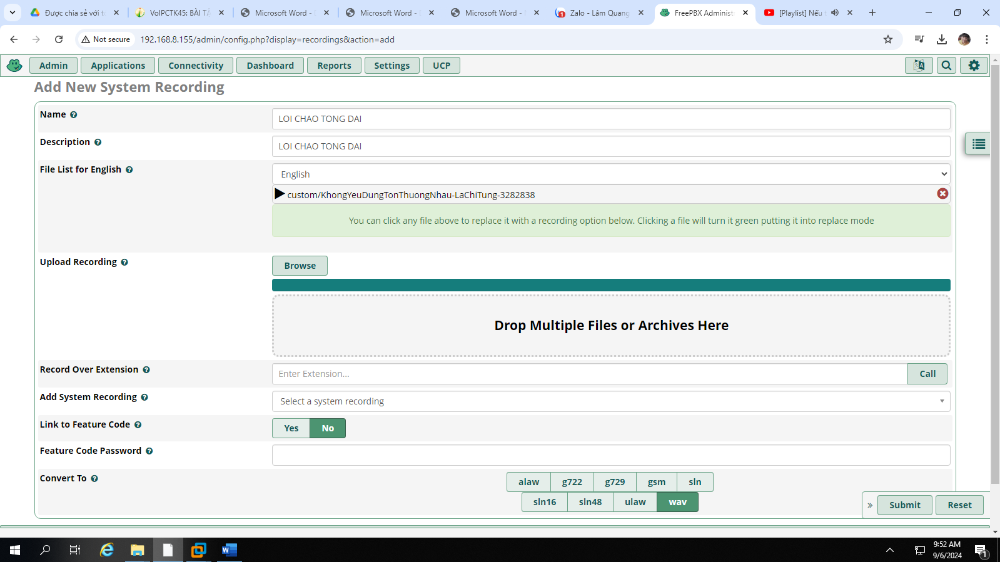 Được chia sẻ với t
VoIPCTK45: BÀI TẬ
Microsoft Word -
Microsoft Word -
Microsoft Word -
Zalo - Lâm Quang
FreePBX Administ
[Playlist] Nếu t
Not secure
192.168.8.155/admin/config.php?display=recordings&action=add
Admin
Applications
Connectivity
Dashboard
Reports
Settings
UCP
Add New System Recording
Name
LOI CHAO TONG DAI
Description
LOI CHAO TONG DAI
File List for English
English
custom/KhongYeuDungTonThuongNhau-LaChiTung-3282838
You can click any file above to replace it with a recording option below. Clicking a file will turn it green putting it into replace mode
Upload Recording
Browse
Drop Multiple Files or Archives Here
Record Over Extension
Enter Extension...
Call
Add System Recording
Select a system recording
Link to Feature Code
Yes
No
Feature Code Password
Convert To
alaw
g722
g729
gsm
sln
sln16
sln48
ulaw
wav
»
Submit
Reset
9:52 AM
9/6/2024
1